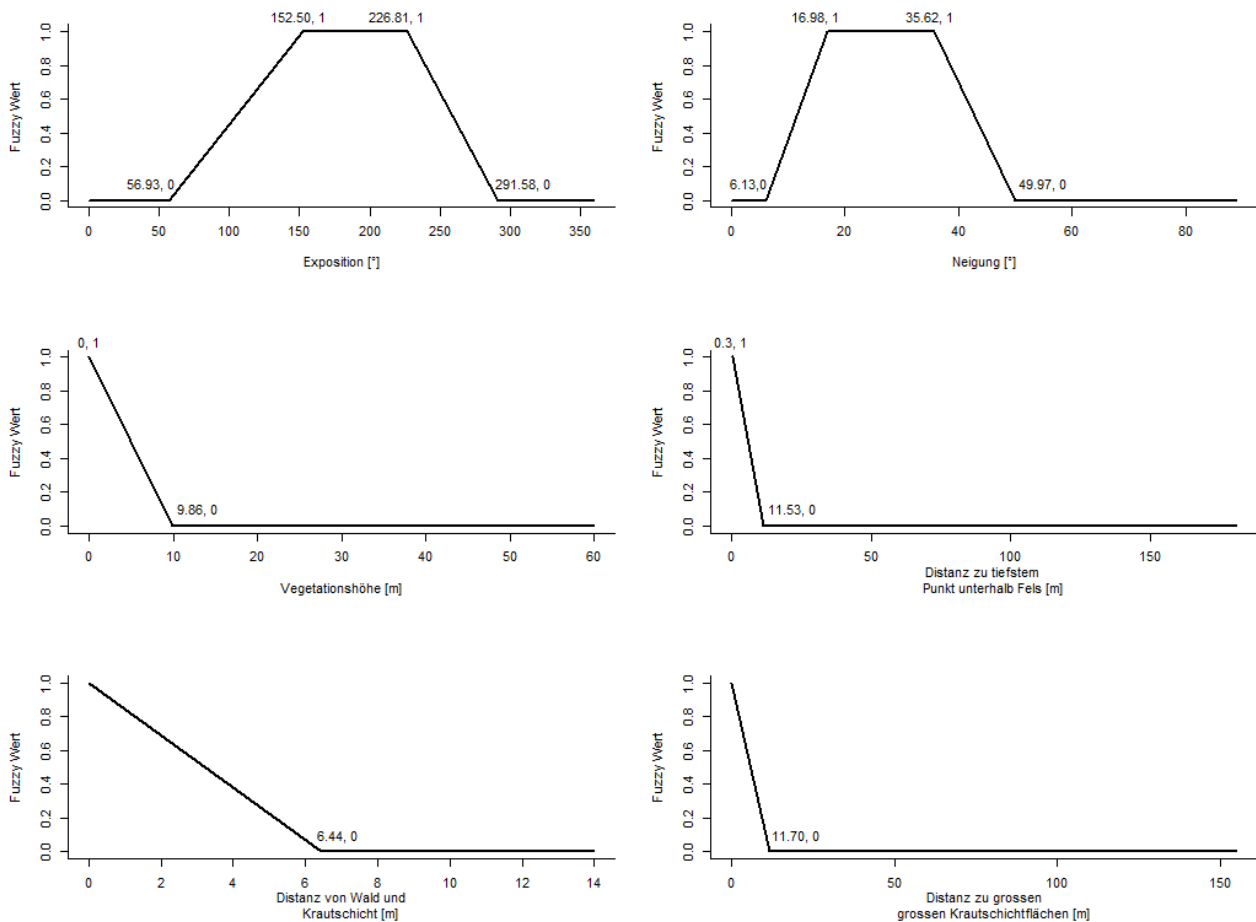 152.50, 1 226.81, 1
1.0
0.8
0.6
0.4
0.2
0.0
Fuzzy Wert
56.93, 0 291.58, 0
0 50 100 150 200 250 300 350
Exposition [°]
16.98, 1 35.62, 1
1.0
0.8
0.6
0.4
0.2
0.0
Fuzzy Wert
6.13,0 49.97, 0
0 20 40 60 80
Neigung [°]
0, 1
1.0
0.8
0.6
0.4
0.2
0.0
Fuzzy Wert
9.86, 0
0 10 20 30 40 50 60
Vegetationshöhe [m]
0.3, 1
1.0
0.8
0.6
0.4
0.2
0.0
Fuzzy Wert
11.53, 0
0 50 100 150
Distanz zu tiefstem
Punkt unterhalb Fels [m]
1.0
0.8
0.6
0.4
0.2
0.0
Fuzzy Wert
6.44, 0
0 2 4 6 8 10 12 14
Distanz von Wald und
Krautschicht [m]
1.0
0.8
0.6
0.4
0.2
0.0
Fuzzy Wert
11.70, 0
0 50 100 150
Distanz zu grossen
grossen Krautschichtflächen [m]